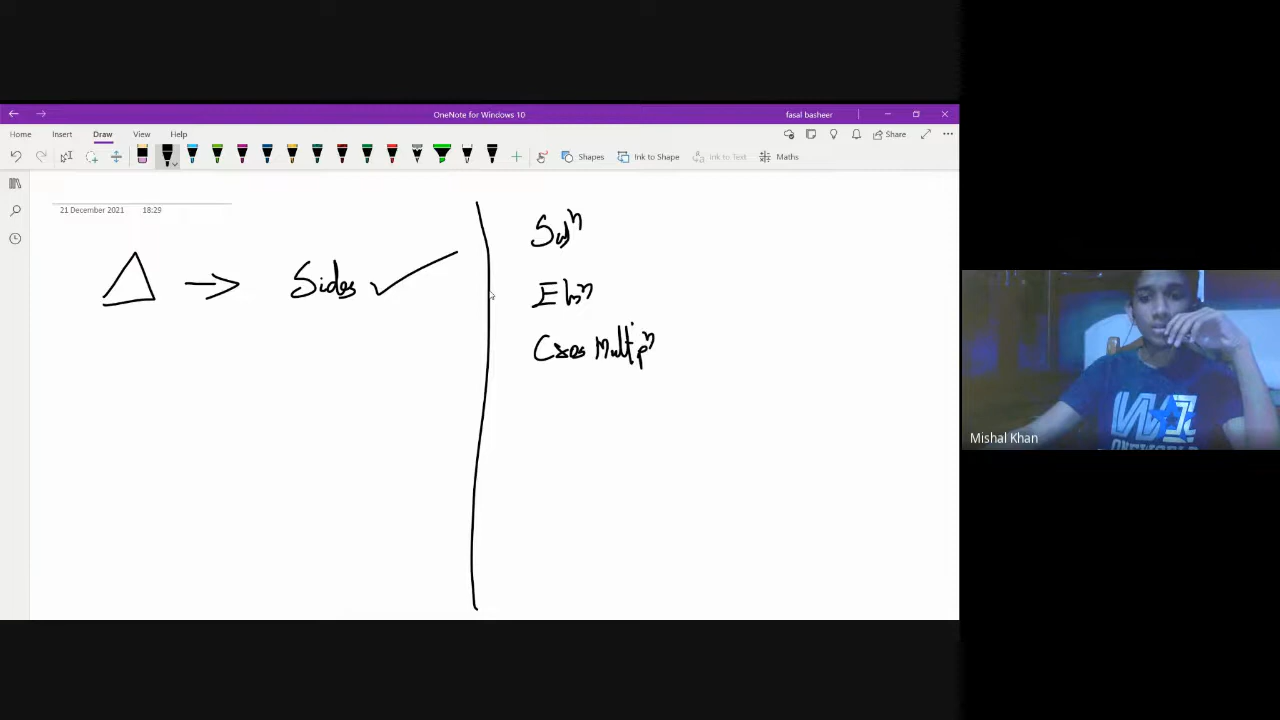 OneNote for Windows 10
fasal basheer
Home Insert Draw View Help
Share
Shapes Ink to Shape Ink to Text Maths
21 December 2021 18:29
Sides
Subⁿ
Elmⁿ
Cross Multipⁿ
Mishal Khan